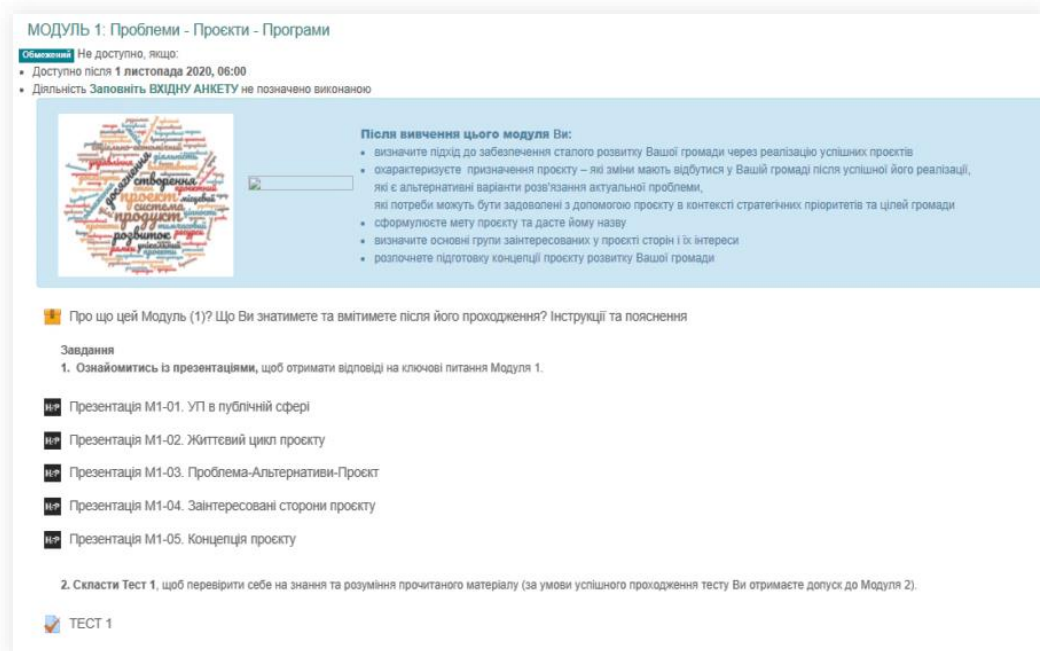 МОДУЛЬ 1: Проблеми - Проєкти - Програми
Обмежений Не доступно, якщо:
• Доступно після 1 листопада 2020, 06:00
• Діяльність Заповніть ВХІДНУ АНКЕТУ не позначено виконаною
створення
проєкт
система
продукт
розвиток
Після вивчення цього модуля Ви:
• визначите підхід до забезпечення сталого розвитку Вашої громади через реалізацію успішних проєктів
• охарактеризуєте призначення проєкту – які зміни мають відбутися у Вашій громаді після успішної його реалізації,
які є альтернативні варіанти розв'язання актуальної проблеми,
які потреби можуть бути задоволені з допомогою проєкту в контексті стратегічних пріоритетів та цілей громади
• сформулюєте мету проєкту та дасте йому назву
• визначите основні групи заінтересованих у проєкті сторін і їх інтереси
• розпочнете підготовку концепції проєкту розвитку Вашої громади
Про що цей Модуль (1)? Що Ви знатимете та вмітимете після його проходження? Інструкції та пояснення
Завдання
1. Ознайомитись із презентаціями, щоб отримати відповіді на ключові питання Модуля 1.
H-P Презентація М1-01. УП в публічній сфері
H-P Презентація М1-02. Життєвий цикл проєкту
H-P Презентація М1-03. Проблема-Альтернативи-Проєкт
H-P Презентація М1-04. Заінтересовані сторони проєкту
H-P Презентація М1-05. Концепція проєкту
2. Скласти Тест 1, щоб перевірити себе на знання та розуміння прочитаного матеріалу (за умови успішного проходження тесту Ви отримаєте допуск до Модуля 2).
ТЕСТ 1